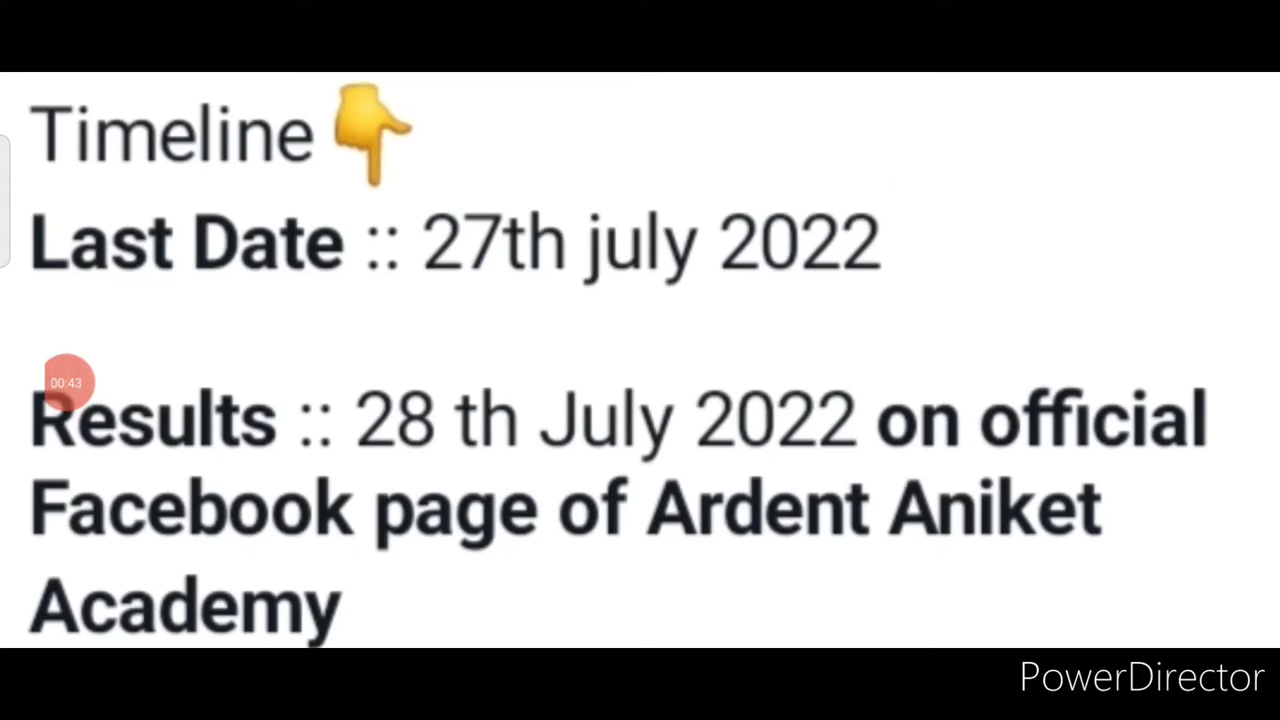 Timeline 👇
Last Date :: 27th july 2022
00:43
Results :: 28 th July 2022 on official
Facebook page of Ardent Aniket
Academy
PowerDirector